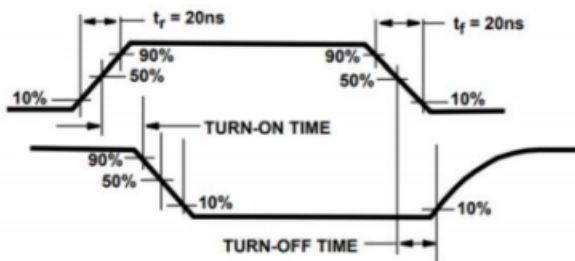 tr = 20ns
tf = 20ns
90%
50%
10%
90%
50%
10%
TURN-ON TIME
90%
50%
10%
10%
TURN-OFF TIME